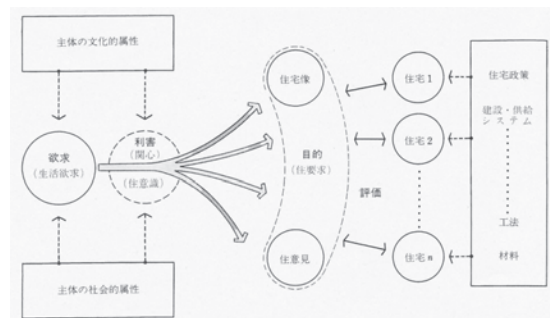 主体の文化的属性
欲求
(生活欲求)
利害
(関心)
(住意識)
主体の社会的属性
住宅像
目的
(住要求)
住意見
評価
住宅1
住宅2
住宅n
住宅政策
建設・供給
システム
工法
材料